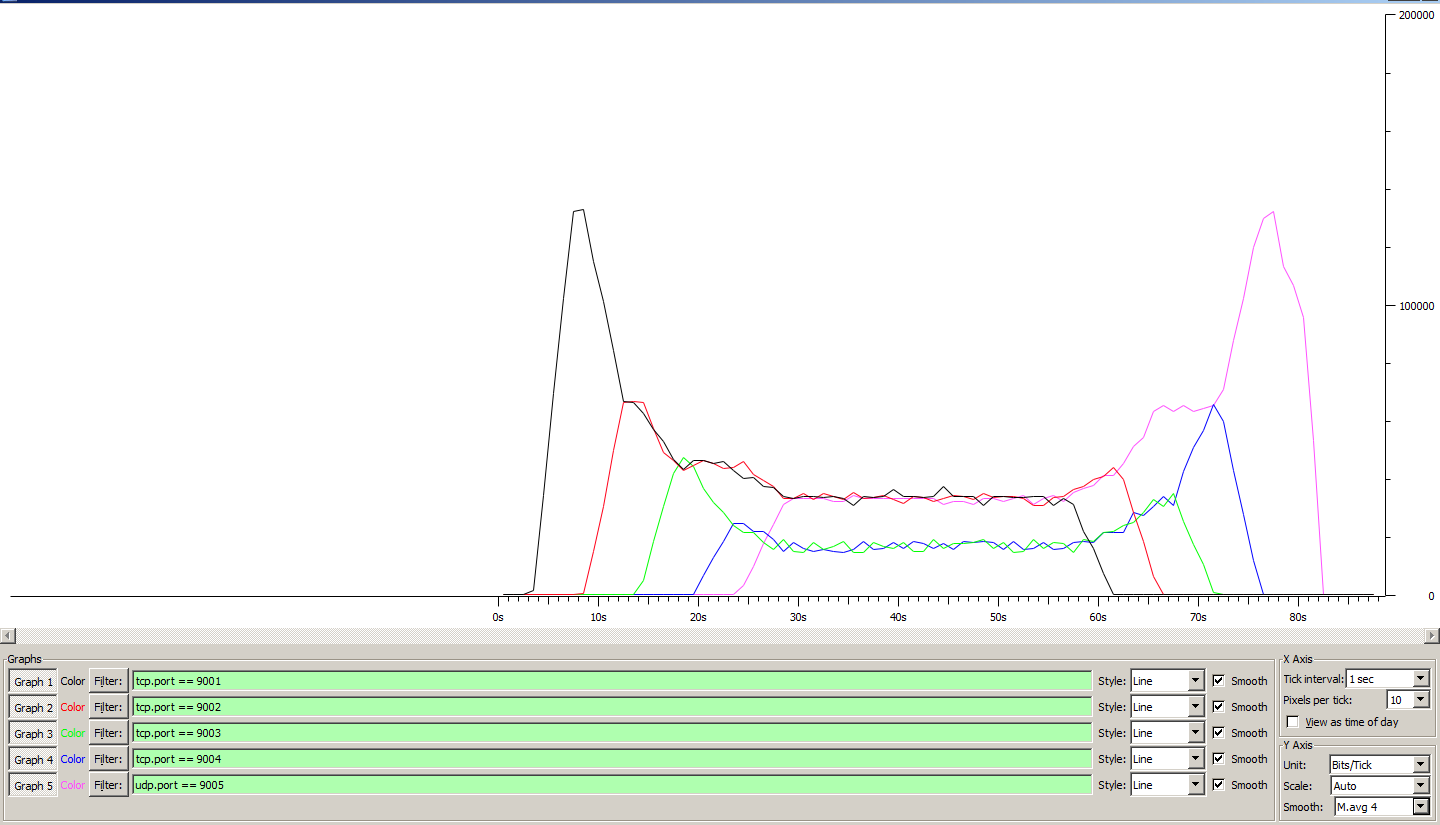 200000
100000
0
0s 10s 20s 30s 40s 50s 60s 70s 80s
Graphs
Graph 1 Color Filter: tcp.port == 9001 Style: Line Smooth
Graph 2 Color Filter: tcp.port == 9002 Style: Line Smooth
Graph 3 Color Filter: tcp.port == 9003 Style: Line Smooth
Graph 4 Color Filter: tcp.port == 9004 Style: Line Smooth
Graph 5 Color Filter: udp.port == 9005 Style: Line Smooth
X Axis
Tick interval: 1 sec
Pixels per tick: 10
View as time of day
Y Axis
Unit: Bits/Tick
Scale: Auto
Smooth: M.avg 4